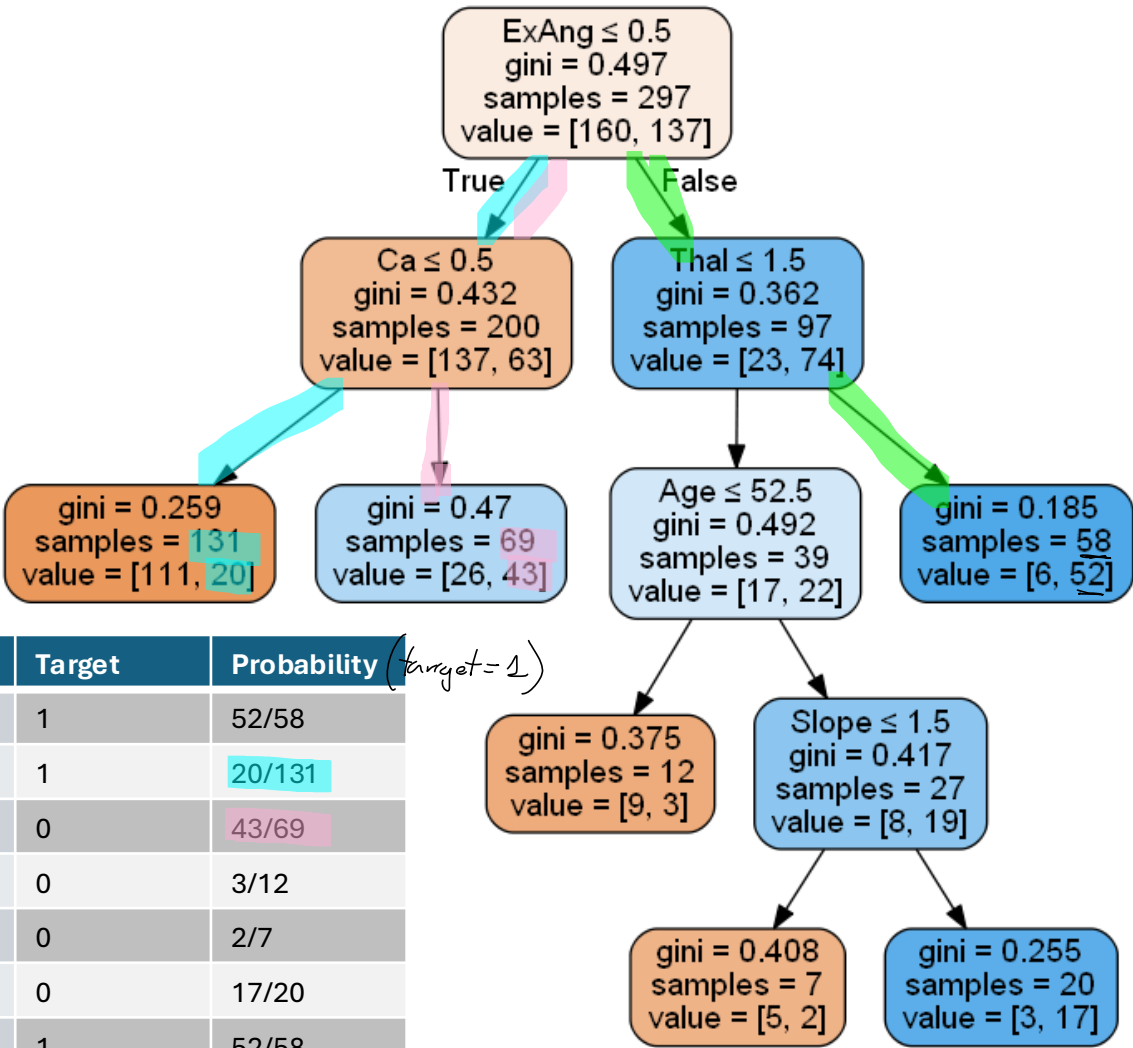 ExAng ≤ 0.5
gini = 0.497
samples = 297
value = [160, 137]
True
False
Ca ≤ 0.5
gini = 0.432
samples = 200
value = [137, 63]
Thal ≤ 1.5
gini = 0.362
samples = 97
value = [23, 74]
gini = 0.259
samples = 131
value = [111, 20]
gini = 0.47
samples = 69
value = [26, 43]
Age ≤ 52.5
gini = 0.492
samples = 39
value = [17, 22]
gini = 0.185
samples = 58
value = [6, 52]
gini = 0.375
samples = 12
value = [9, 3]
Slope ≤ 1.5
gini = 0.417
samples = 27
value = [8, 19]
gini = 0.408
samples = 7
value = [5, 2]
gini = 0.255
samples = 20
value = [3, 17]
Target Probability (target=1)
1 52/58
1 20/131
0 43/69
0 3/12
0 2/7
0 17/20
1 52/58